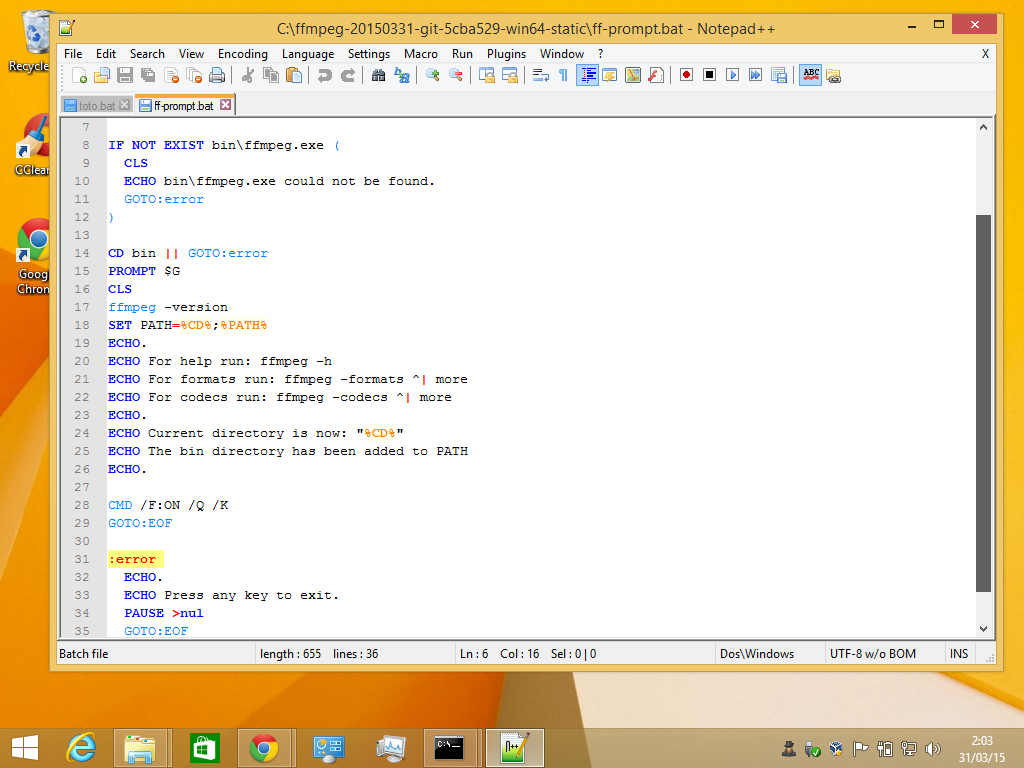 C:\ffmpeg-20150331-git-5cba529-win64-static\ff-prompt.bat - Notepad++
File Edit Search View Encoding Language Settings Macro Run Plugins Window ? X
ABC
toto.bat ff-prompt.bat
7
8 IF NOT EXIST bin\ffmpeg.exe (
9 CLS
10 ECHO bin\ffmpeg.exe could not be found.
11 GOTO:error
12 )
13
14 CD bin || GOTO:error
15 PROMPT $G
16 CLS
17 ffmpeg -version
18 SET PATH=%CD%;%PATH%
19 ECHO.
20 ECHO For help run: ffmpeg -h
21 ECHO For formats run: ffmpeg -formats ^| more
22 ECHO For codecs run: ffmpeg -codecs ^| more
23 ECHO.
24 ECHO Current directory is now: "%CD%"
25 ECHO The bin directory has been added to PATH
26 ECHO.
27
28 CMD /F:ON /Q /K
29 GOTO:EOF
30
31 :error
32 ECHO.
33 ECHO Press any key to exit.
34 PAUSE >nul
35 GOTO:EOF
Batch file length : 655 lines : 36 Ln : 6 Col : 16 Sel : 0 | 0 Dos\Windows UTF-8 w/o BOM INS
Recycle
CClean
Goog
Chron
C:\
2:03
31/03/15